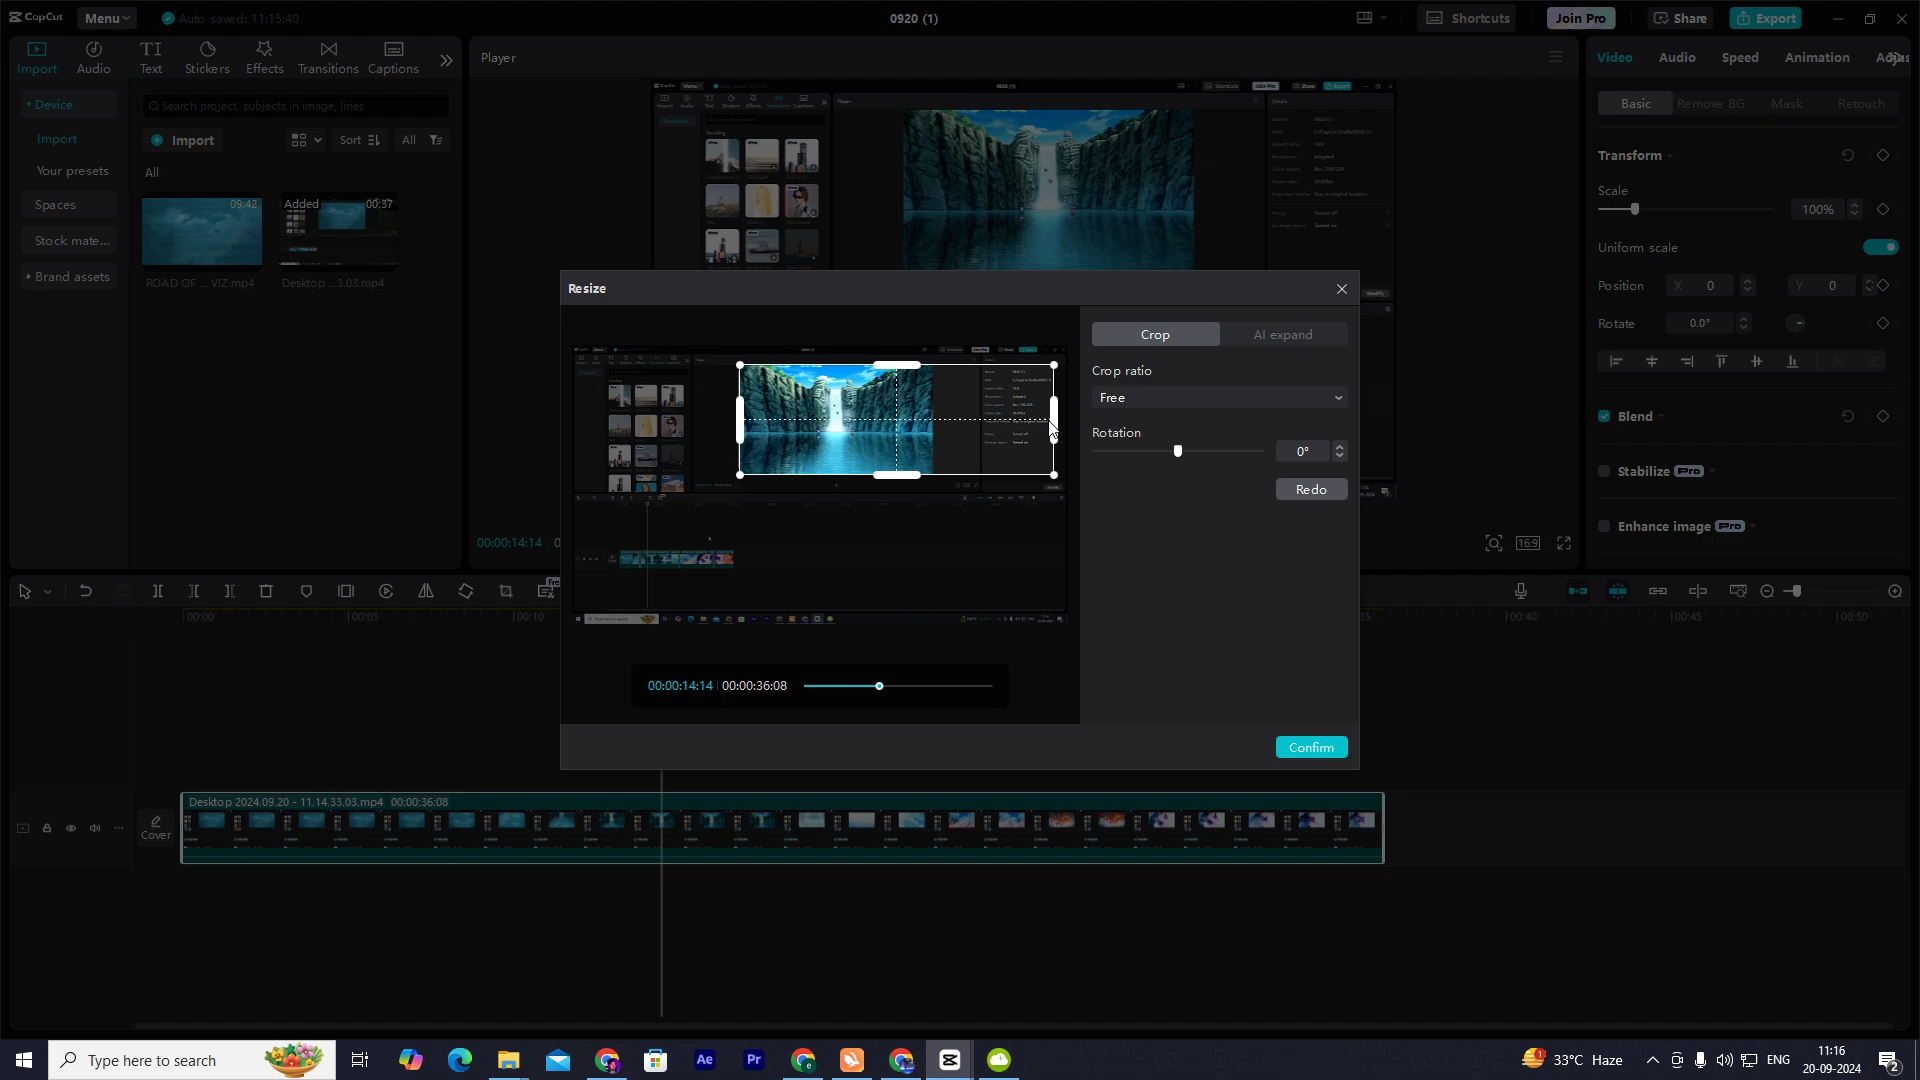 CapCut Menu Auto saved: 11:15:40 0920 (1) Shortcuts Join Pro Share Export
Import Audio Text Stickers Effects Transitions Captions
Player
Video Audio Speed Animation
Device
Import
Your presets
Spaces
Stock mate...
Brand assets
Search project, subjects in image, lines
Import Sort All
All
09:42 Added 00:37
ROAD OF ... VIZ.mp4 Desktop ...3.03.mp4
Basic Remove BG Mask Retouch
Transform
Scale
100%
Uniform scale
Position X 0 Y 0
Rotate 0.0°
Blend
Stabilize Pro
Enhance image Pro
Resize
Crop AI expand
Crop ratio
Free
Rotation
0°
Redo
00:00:14:14 00:00:36:08
Confirm
00:00:14:14
16:9
Pro
00:00 00:05 00:10 00:40 00:45 00:50
Desktop 2024.09.20 - 11.14.33.03.mp4 00:00:36:08
Cover
Type here to search
Ae Pr
33°C Haze ENG
11:16
20-09-2024
2